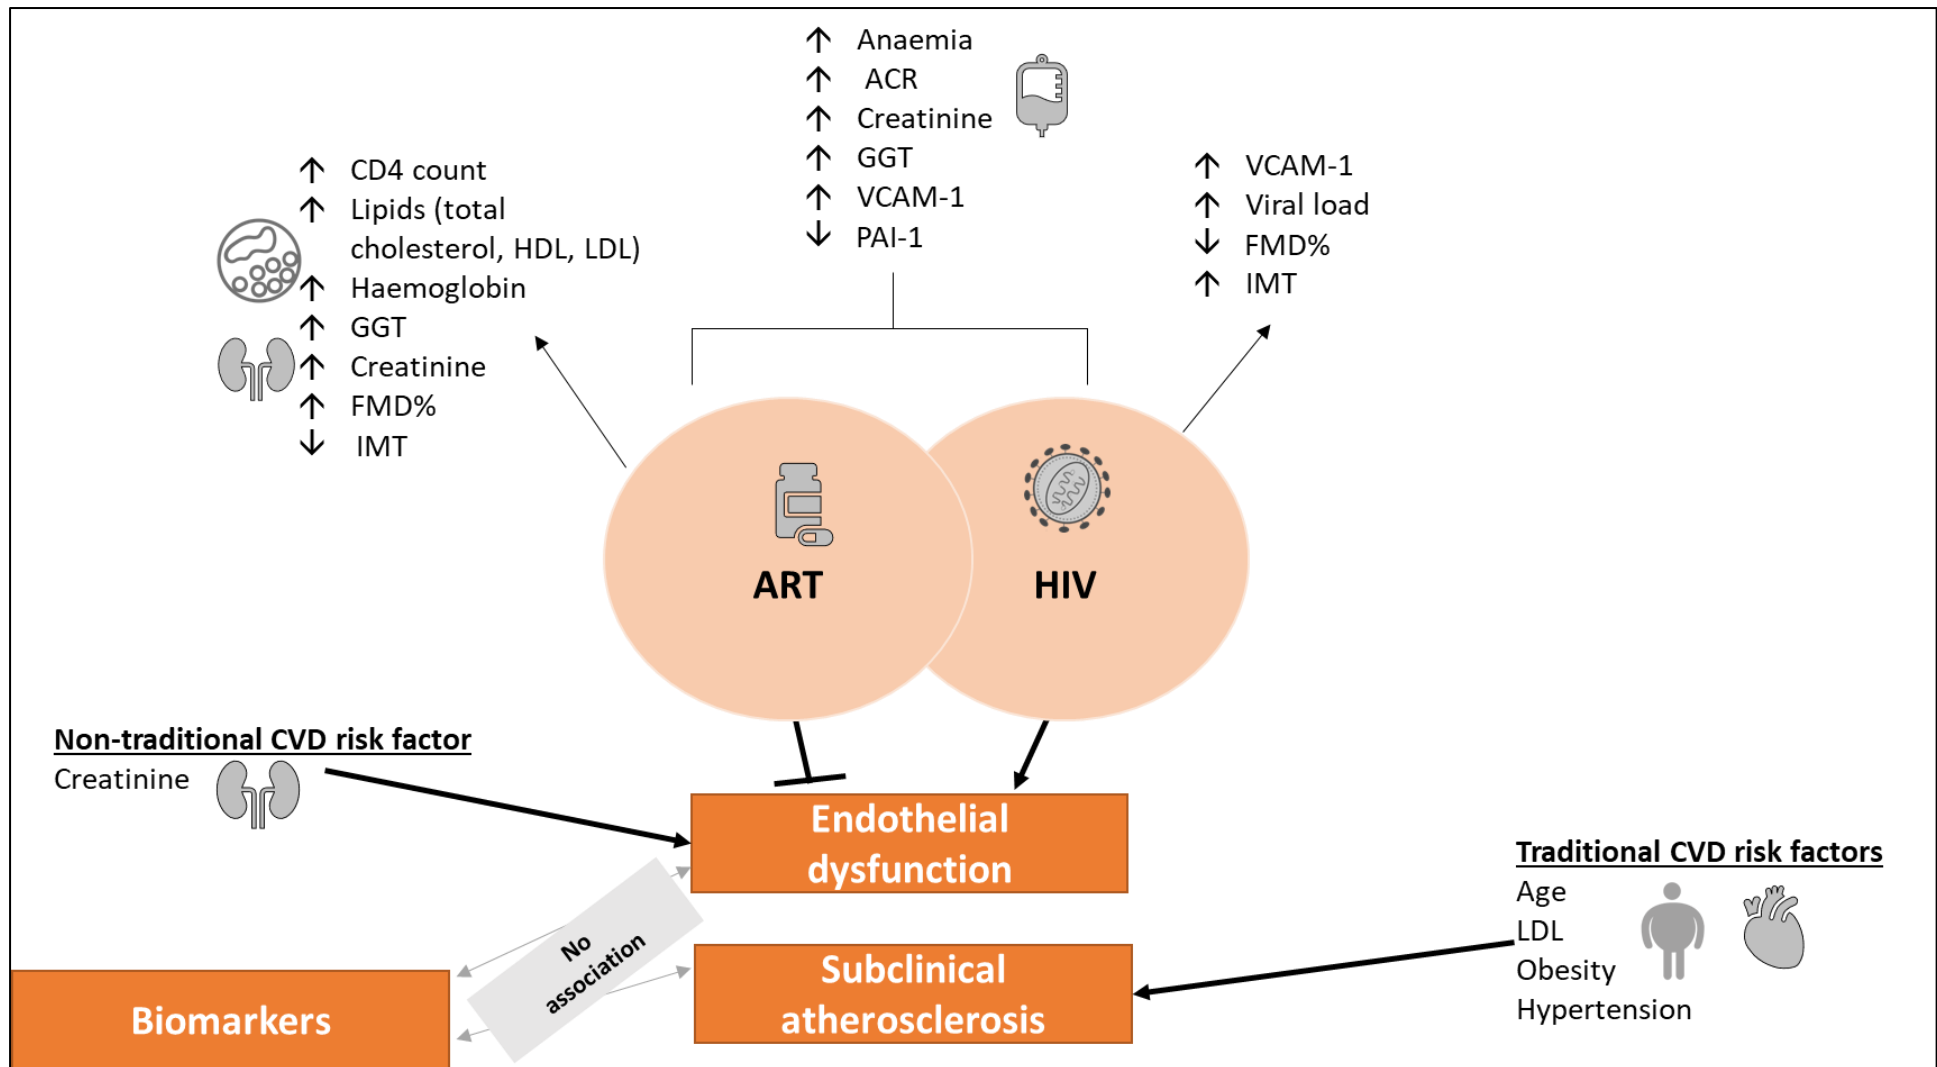 ↑ Anaemia
↑ ACR
↑ Creatinine
↑ GGT
↑ VCAM-1
↓ PAI-1
↑ CD4 count
↑ Lipids (total
cholesterol, HDL, LDL)
↑ Haemoglobin
↑ GGT
↑ Creatinine
↑ FMD%
↓ IMT
↑ VCAM-1
↑ Viral load
↓ FMD%
↑ IMT
ART
HIV
Non-traditional CVD risk factor
Creatinine
Endothelial
dysfunction
Traditional CVD risk factors
Age
LDL
Obesity
Hypertension
No
association
Subclinical
atherosclerosis
Biomarkers